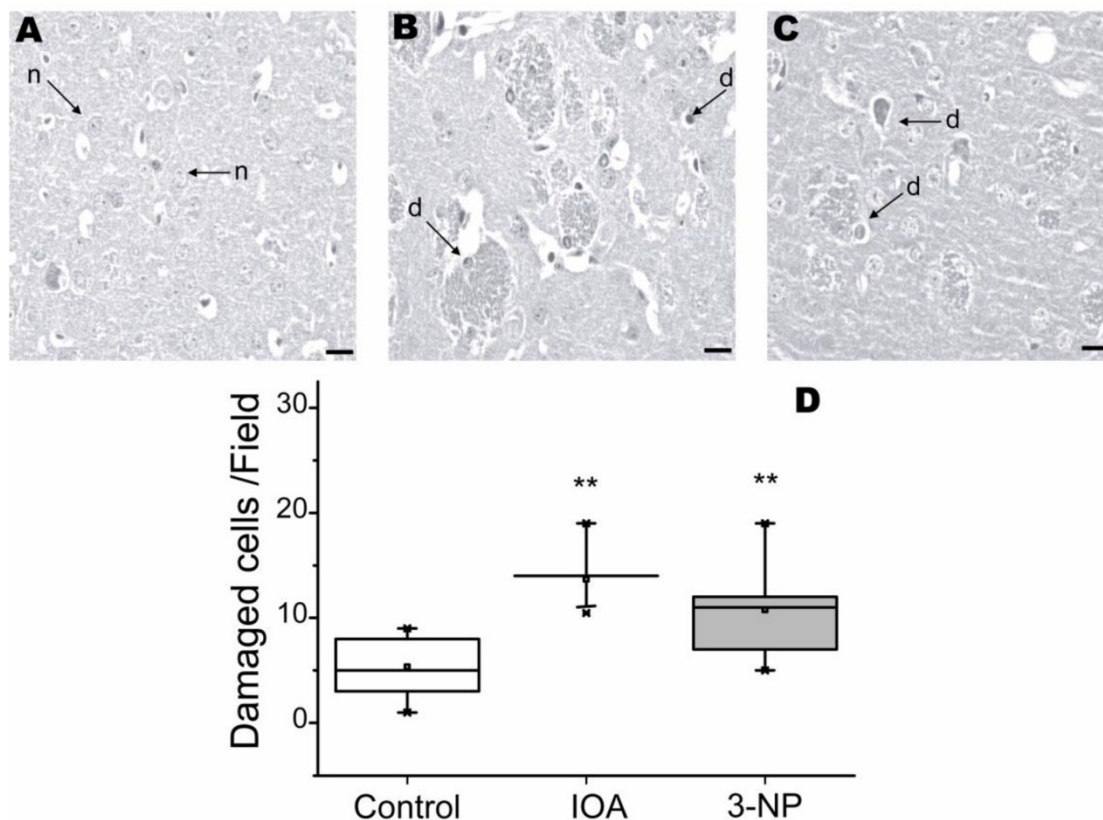 A
n
n
B
d
d
C
d
d
D
Damaged cells /Field
30
20
10
0
**
**
Control IOA 3-NP